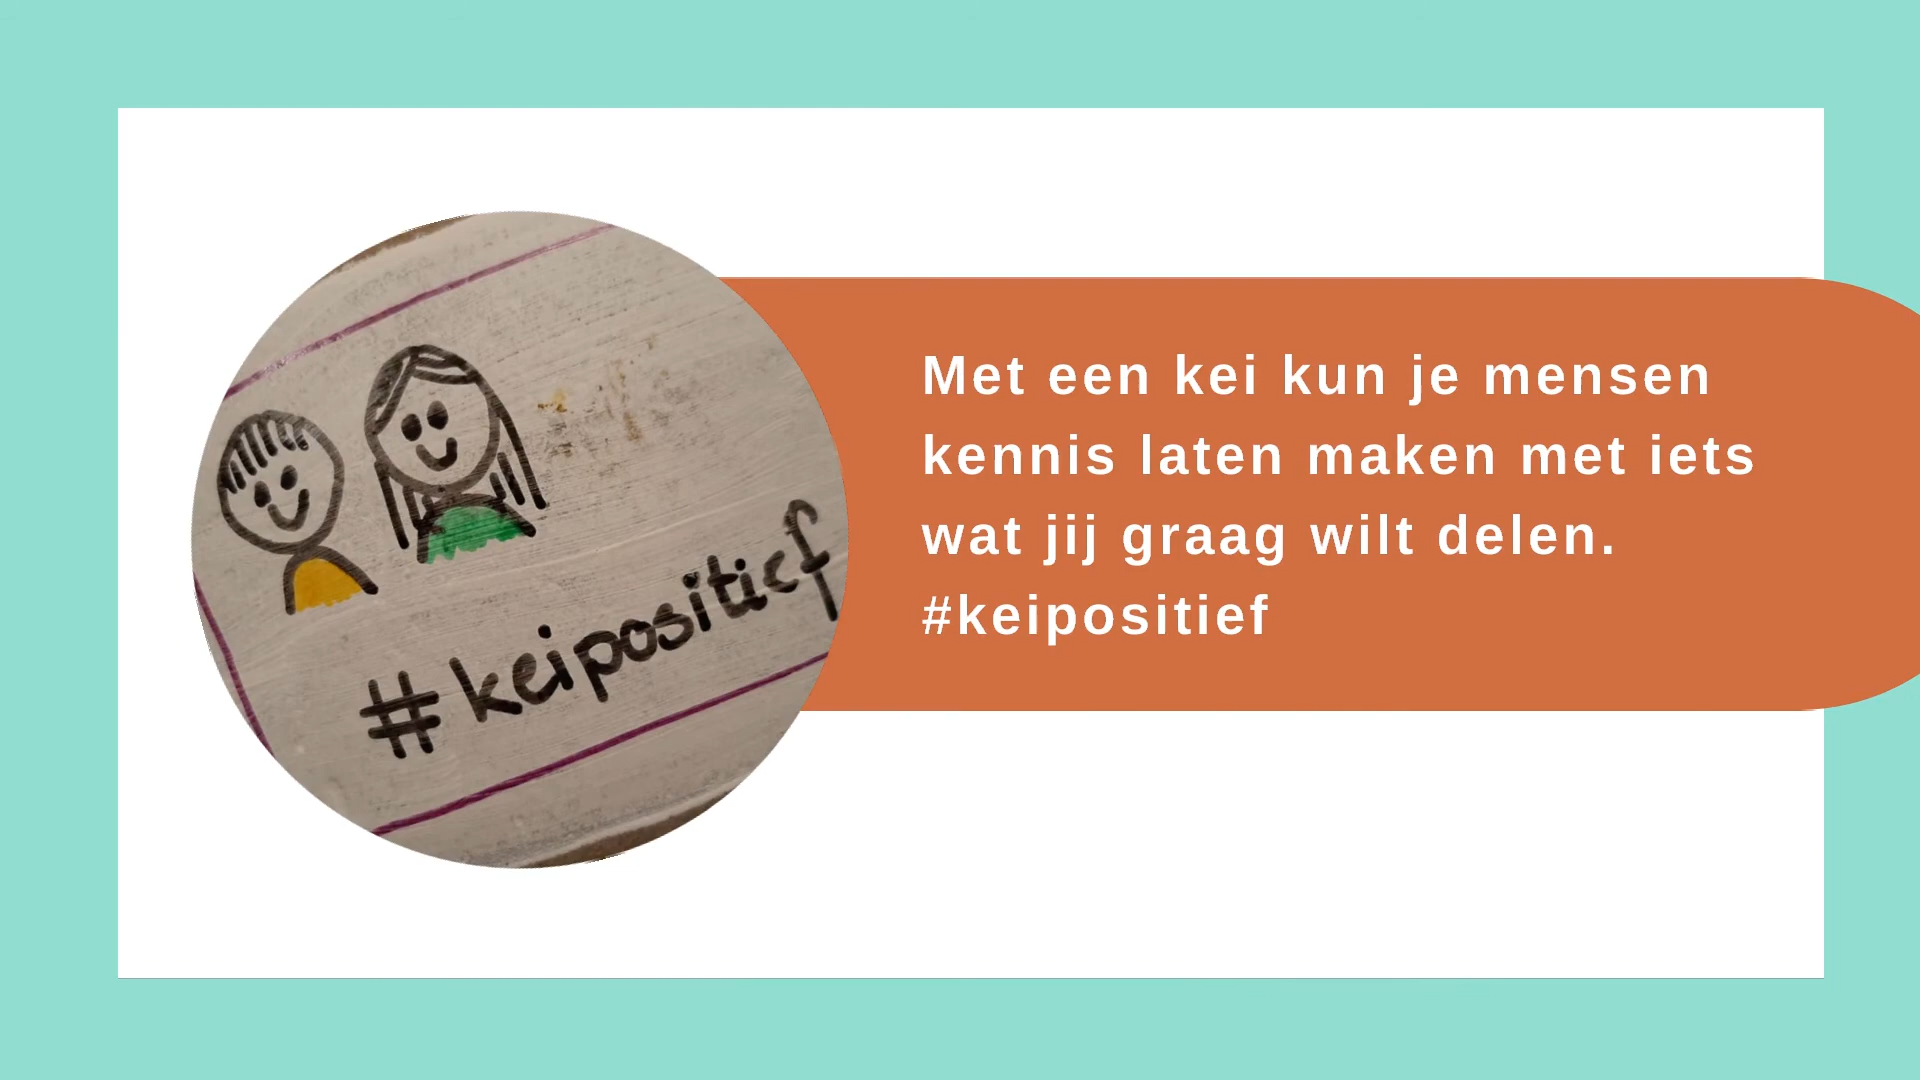 #keipositief
Met een kei kun je mensen
kennis laten maken met iets
wat jij graag wilt delen.
#keipositief